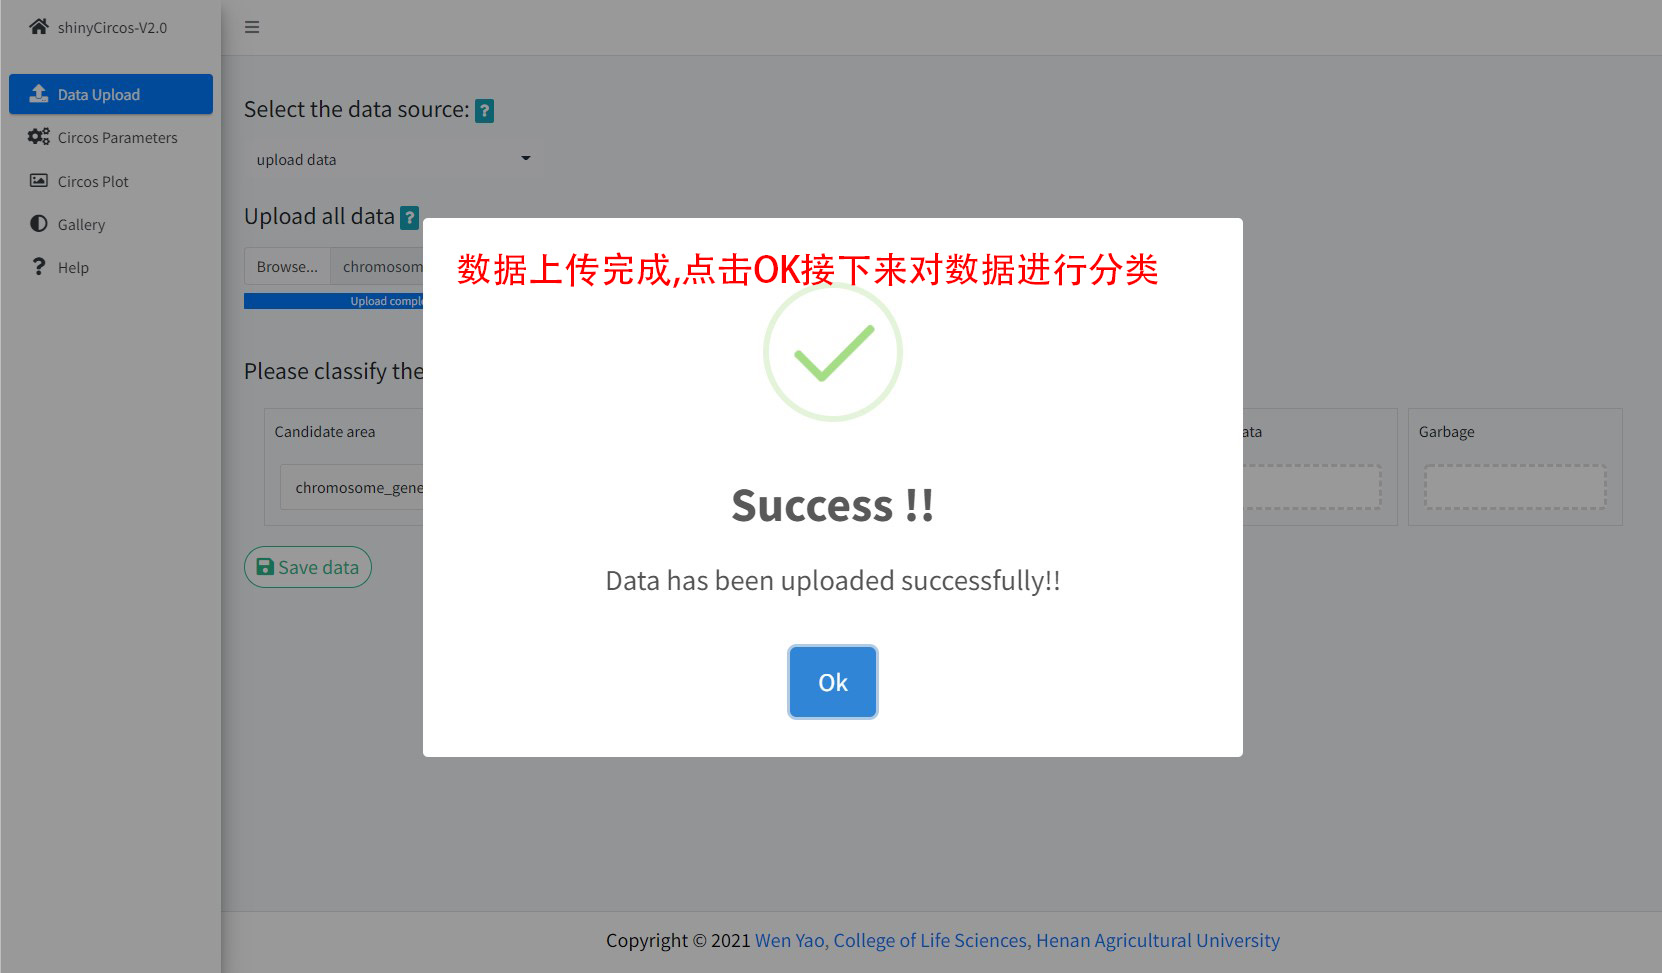 shinyCircos-V2.0
Data Upload
Circos Parameters
Circos Plot
Gallery
Help
Select the data source: ?
upload data
Upload all data ?
Browse... chromosom
Upload comple
Please classify the
Candidate area
chromosome_gene
ata
Garbage
Save data
数据上传完成,点击OK接下来对数据进行分类
Success !!
Data has been uploaded successfully!!
Ok
Copyright © 2021 Wen Yao, College of Life Sciences, Henan Agricultural University